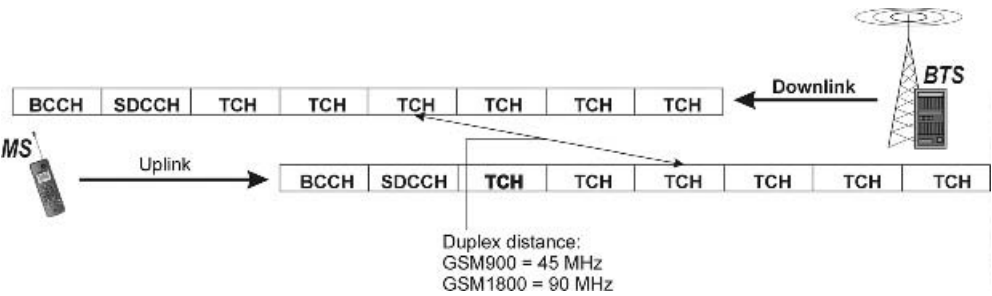 BTS
Downlink
BCCH SDCCH TCH TCH TCH TCH TCH TCH
MS
Uplink
BCCH SDCCH TCH TCH TCH TCH TCH TCH
Duplex distance:
GSM900 = 45 MHz
GSM1800 = 90 MHz